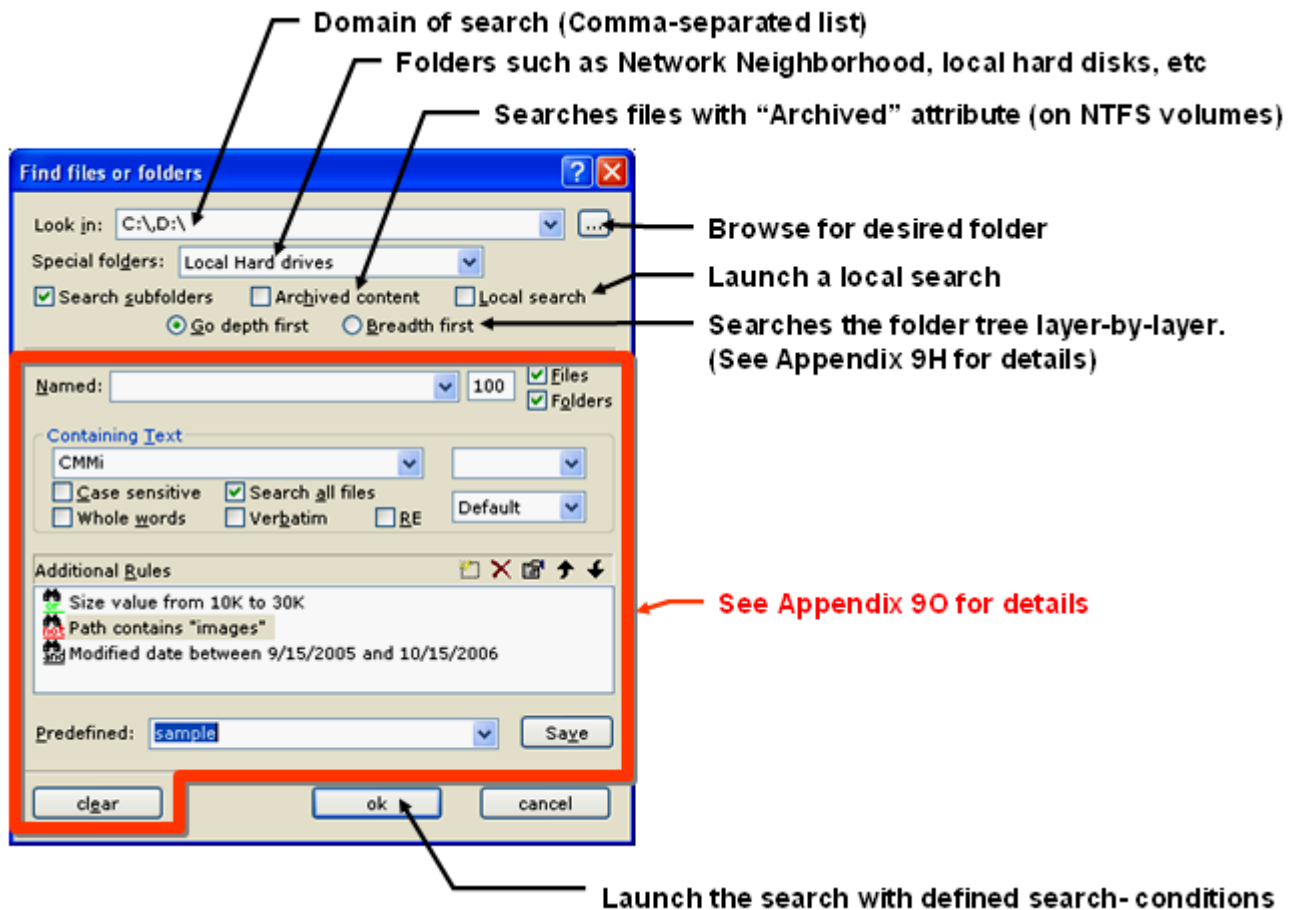 Domain of search (Comma-separated list)
Folders such as Network Neighborhood, local hard disks, etc
Searches files with “Archived” attribute (on NTFS volumes)
Find files or folders
?
Look in: C:\,D:\ ...
Browse for desired folder
Special folders: Local Hard drives
Launch a local search
Search subfolders Archived content Local search
Go depth first Breadth first
Searches the folder tree layer-by-layer.
(See Appendix 9H for details)
Named: 100 Files
Folders
Containing Text
CMMi
Case sensitive Search all files
Whole words Verbatim RE Default
Additional Rules
or Size value from 10K to 30K
See Appendix 9O for details
not Path contains "images"
and Modified date between 9/15/2005 and 10/15/2006
Predefined: sample Save
clear ok cancel
Launch the search with defined search- conditions